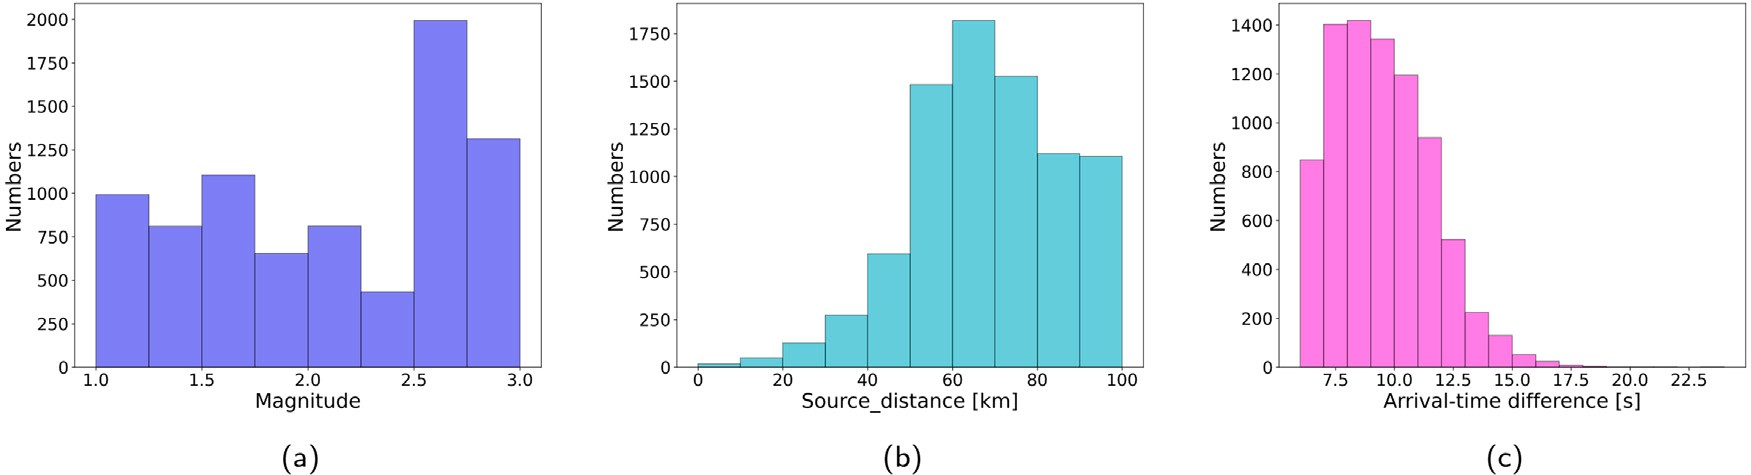 2000
1750
1500
1250
1000
750
500
250
0
Numbers
1.0 1.5 2.0 2.5 3.0
Magnitude
(a)
1750
1500
1250
1000
750
500
250
0
Numbers
0 20 40 60 80 100
Source_distance [km]
(b)
1400
1200
1000
800
600
400
200
0
Numbers
7.5 10.0 12.5 15.0 17.5 20.0 22.5
Arrival-time difference [s]
(c)